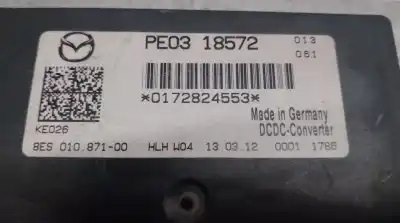 PE03 18572 013
061
*0172824553*
Made in Germany
KE026 DCDC-Converter
8ES 010.871-00 HLH W04 13 03.12 0001 1786